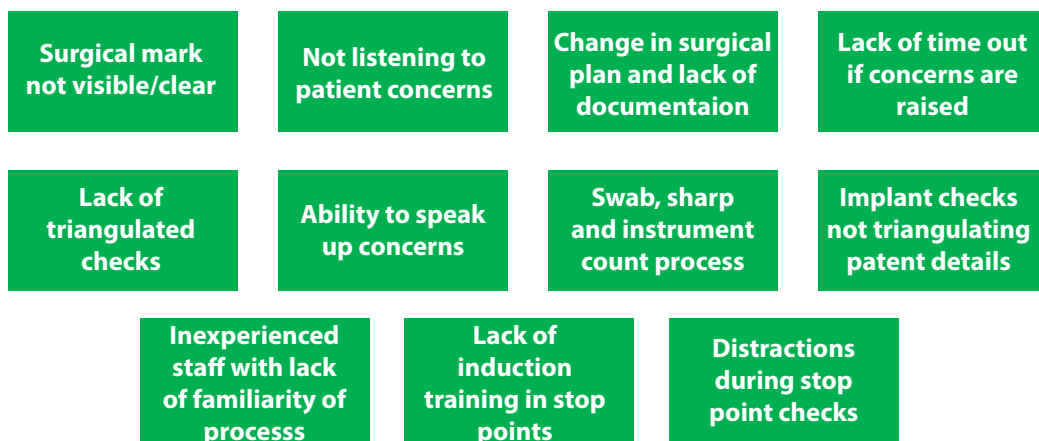 Surgical mark
not visible/clear
Not listening to
patient concerns
Change in surgical
plan and lack of
documentaion
Lack of time out
if concerns are
raised
Lack of
triangulated
checks
Ability to speak
up concerns
Swab, sharp
and instrument
count process
Implant checks
not triangulating
patent details
Inexperienced
staff with lack
of familiarity of
processs
Lack of
induction
training in stop
points
Distractions
during stop
point checks